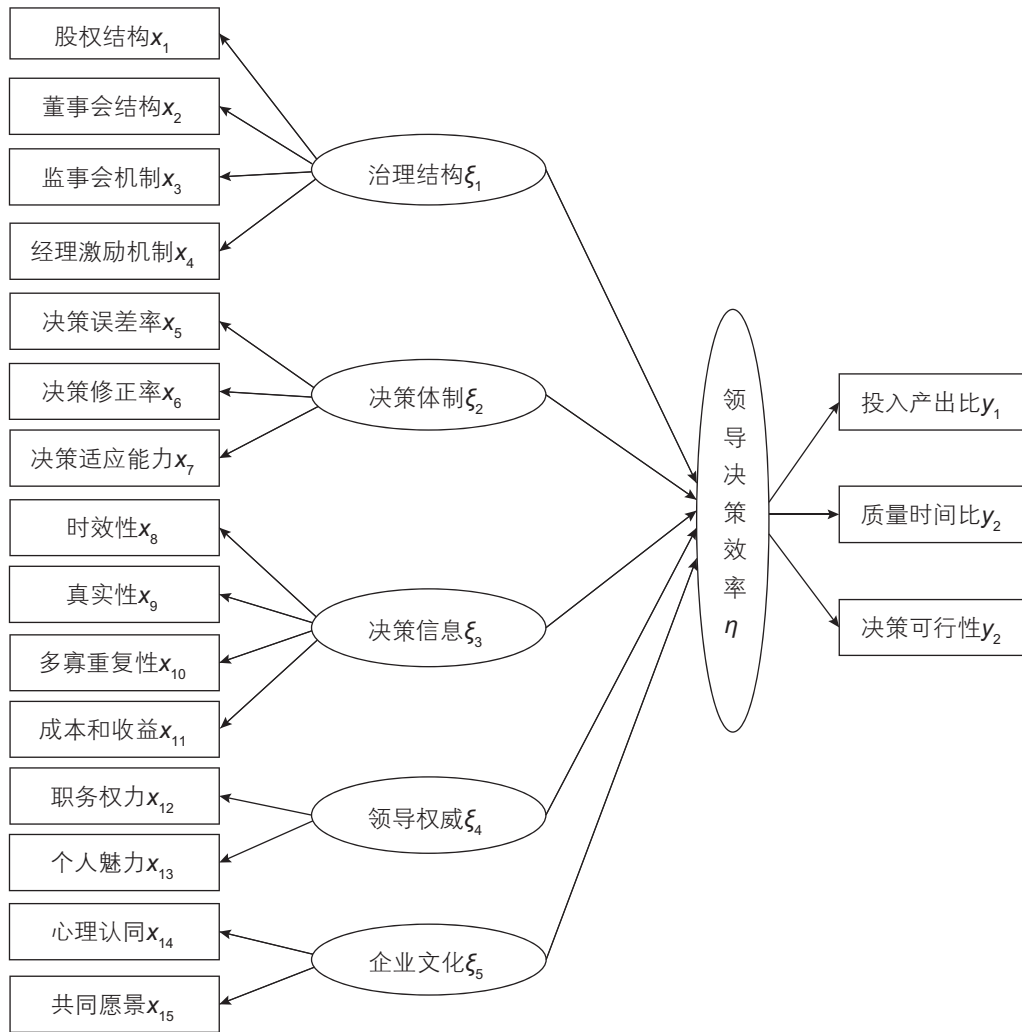 股权结构x₁
董事会结构x₂
监事会机制x₃
经理激励机制x₄
决策误差率x₅
决策修正率x₆
决策适应能力x₇
时效性x₈
真实性x₉
多寡重复性x₁₀
成本和收益x₁₁
职务权力x₁₂
个人魅力x₁₃
心理认同x₁₄
共同愿景x₁₅
治理结构ξ₁
决策体制ξ₂
决策信息ξ₃
领导权威ξ₄
企业文化ξ₅
领导决策效率η
投入产出比y₁
质量时间比y₂
决策可行性y₂